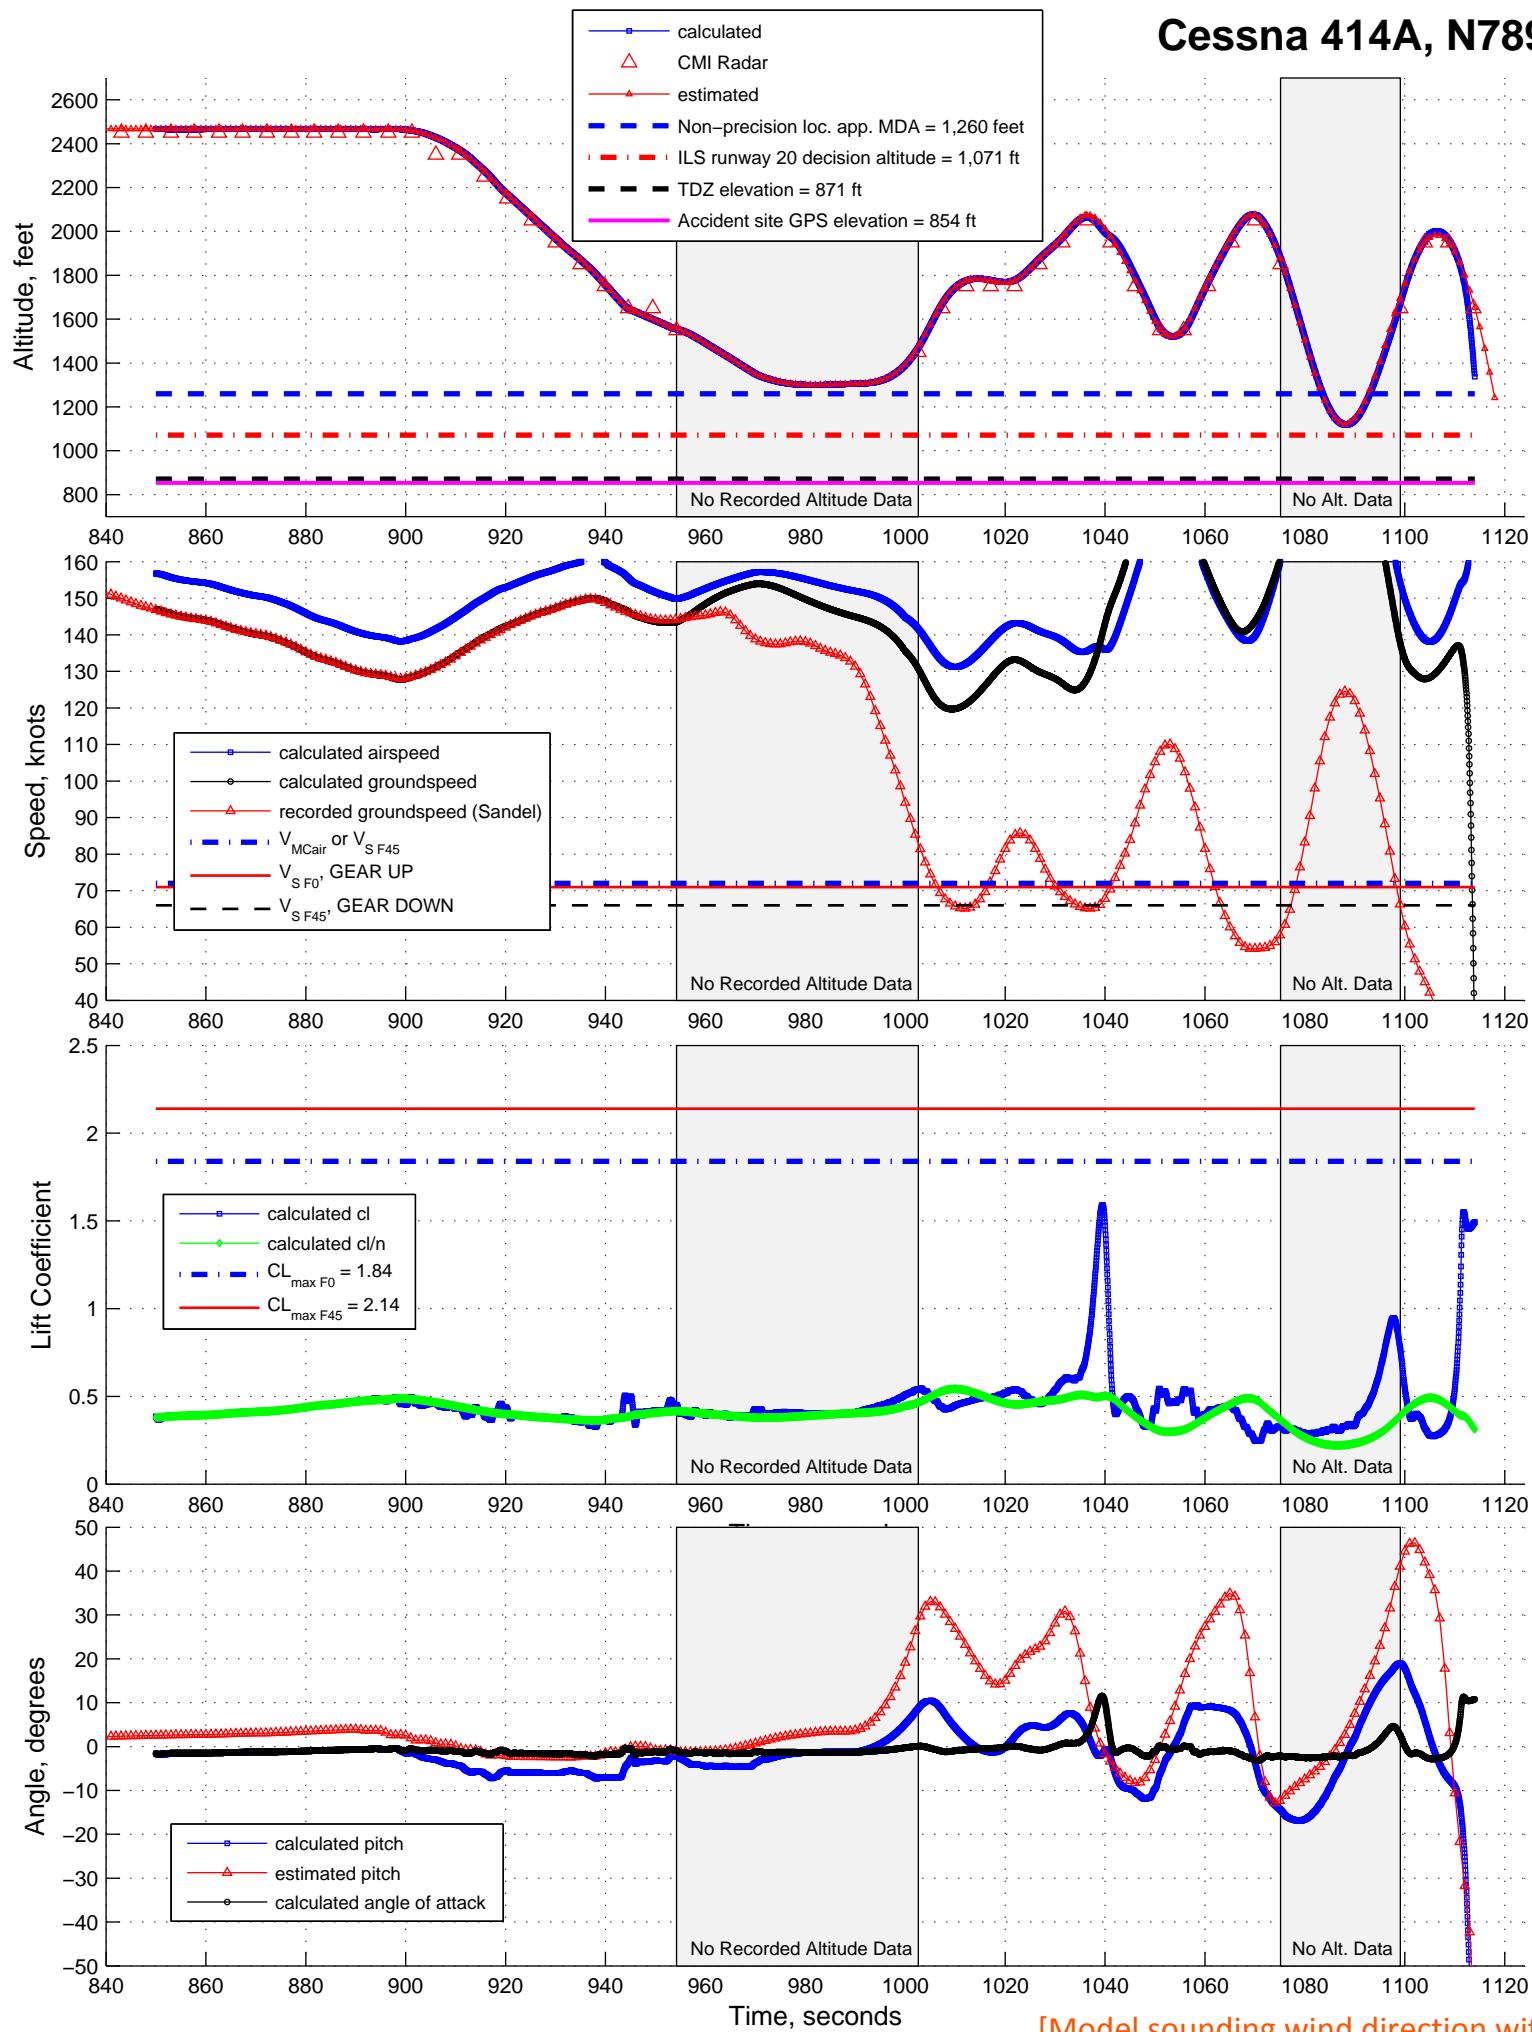 Cessna 414A, N789
calculated
CMI Radar
estimated
Non−precision loc. app. MDA = 1,260 feet
ILS runway 20 decision altitude = 1,071 ft
TDZ elevation = 871 ft
Accident site GPS elevation = 854 ft
Altitude, feet
2600
2400
2200
2000
1800
1600
1400
1200
1000
800
No Recorded Altitude Data
No Alt. Data
840 860 880 900 920 940 960 980 1000 1020 1040 1060 1080 1100 1120
Speed, knots
160
150
140
130
120
110
100
90
80
70
60
50
40
calculated airspeed
calculated groundspeed
recorded groundspeed (Sandel)
VMCair or VS F45
VS F0, GEAR UP
VS F45, GEAR DOWN
No Recorded Altitude Data
No Alt. Data
840 860 880 900 920 940 960 980 1000 1020 1040 1060 1080 1100 1120
Lift Coefficient
2.5
2
1.5
1
0.5
0
calculated cl
calculated cl/n
CLmax F0 = 1.84
CLmax F45 = 2.14
No Recorded Altitude Data
No Alt. Data
840 860 880 900 920 940 960 980 1000 1020 1040 1060 1080 1100 1120
Angle, degrees
50
40
30
20
10
0
−10
−20
−30
−40
−50
calculated pitch
estimated pitch
calculated angle of attack
No Recorded Altitude Data
No Alt. Data
840 860 880 900 920 940 960 980 1000 1020 1040 1060 1080 1100 1120
Time, seconds
[Model sounding wind direction wit